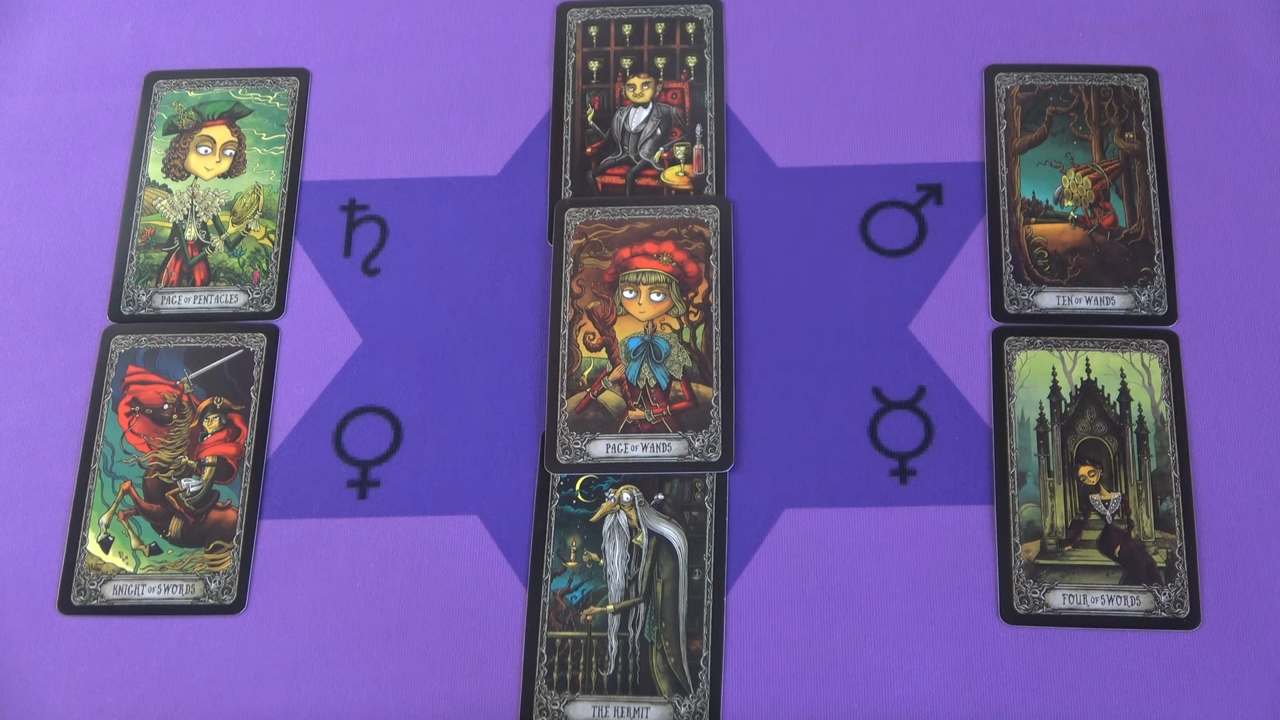 PAGE OF PENTACLES
TEN OF WANDS
PAGE OF WANDS
KNIGHT OF SWORDS
FOUR OF SWORDS
THE HERMIT